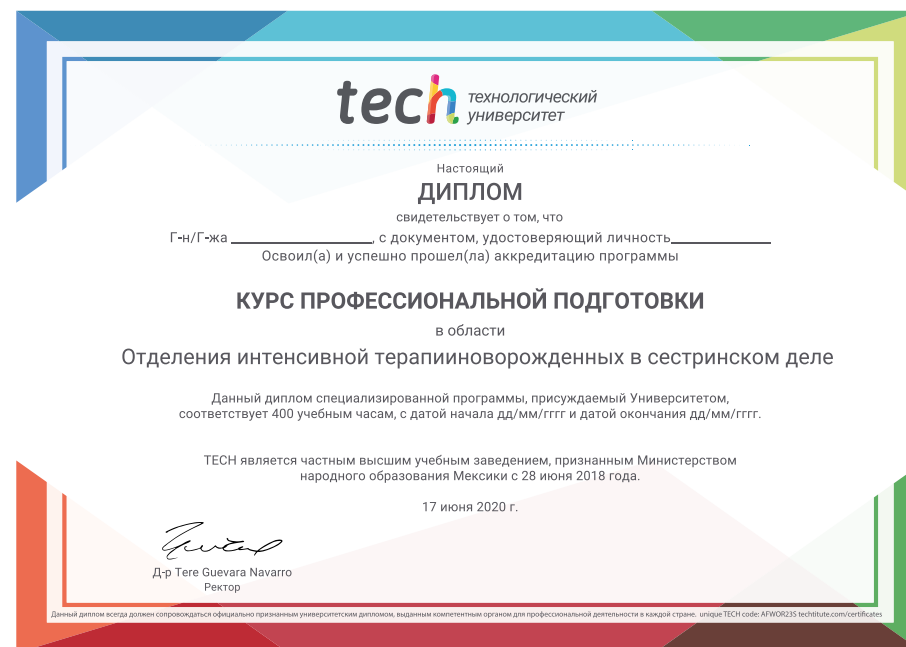 tech технологический
университет
Настоящий
ДИПЛОМ
свидетельствует о том, что
Г-н/Г-жа ____________________, с документом, удостоверяющий личность______________
Освоил(а) и успешно прошел(ла) аккредитацию программы
КУРС ПРОФЕССИОНАЛЬНОЙ ПОДГОТОВКИ
в области
Отделения интенсивной терапииноворожденных в сестринском деле
Данный диплом специализированной программы, присуждаемый Университетом,
соответствует 400 учебным часам, с датой начала дд/мм/гггг и датой окончания дд/мм/гггг.
TECH является частным высшим учебным заведением, признанным Министерством
народного образования Мексики с 28 июня 2018 года.
17 июня 2020 г.
Д-р Tere Guevara Navarro
Ректор
Данный диплом всегда должен сопровождаться официально признанным университетским дипломом, выданным компетентным органом для профессиональной деятельности в каждой стране. unique TECH code: AFWOR23S techtitute.com/certificates